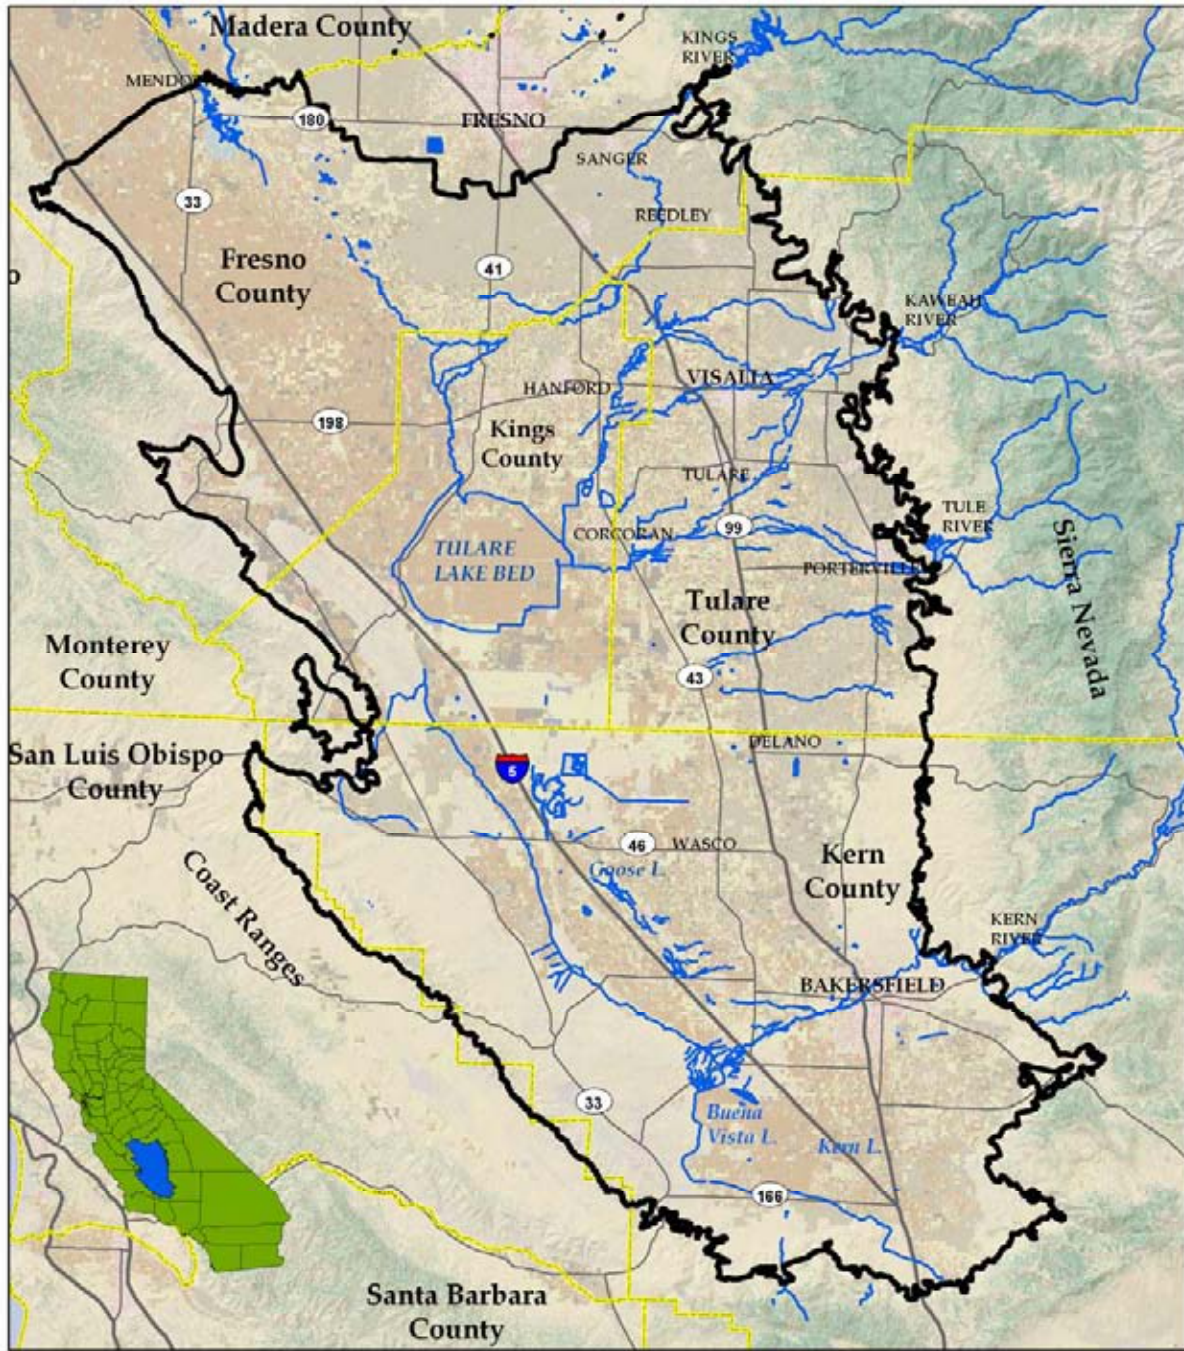 Madera County
KINGS
RIVER
MENDO
180
FRESNO
SANGER
33
REEDLEY
Fresno
County
41
KAWEAH
RIVER
HANFORD
VISALIA
198
Kings
County
TULARE
TULE
RIVER
99
CORCORAN
TULARE
LAKE BED
PORTERVILLE
Sierra Nevada
Tulare
County
Monterey
County
43
DELANO
San Luis Obispo
County
5
46
WASCO
Goose L.
Kern
County
Coast Ranges
KERN
RIVER
BAKERSFIELD
33
Buena
Vista L.
Kern L.
166
Santa Barbara
County